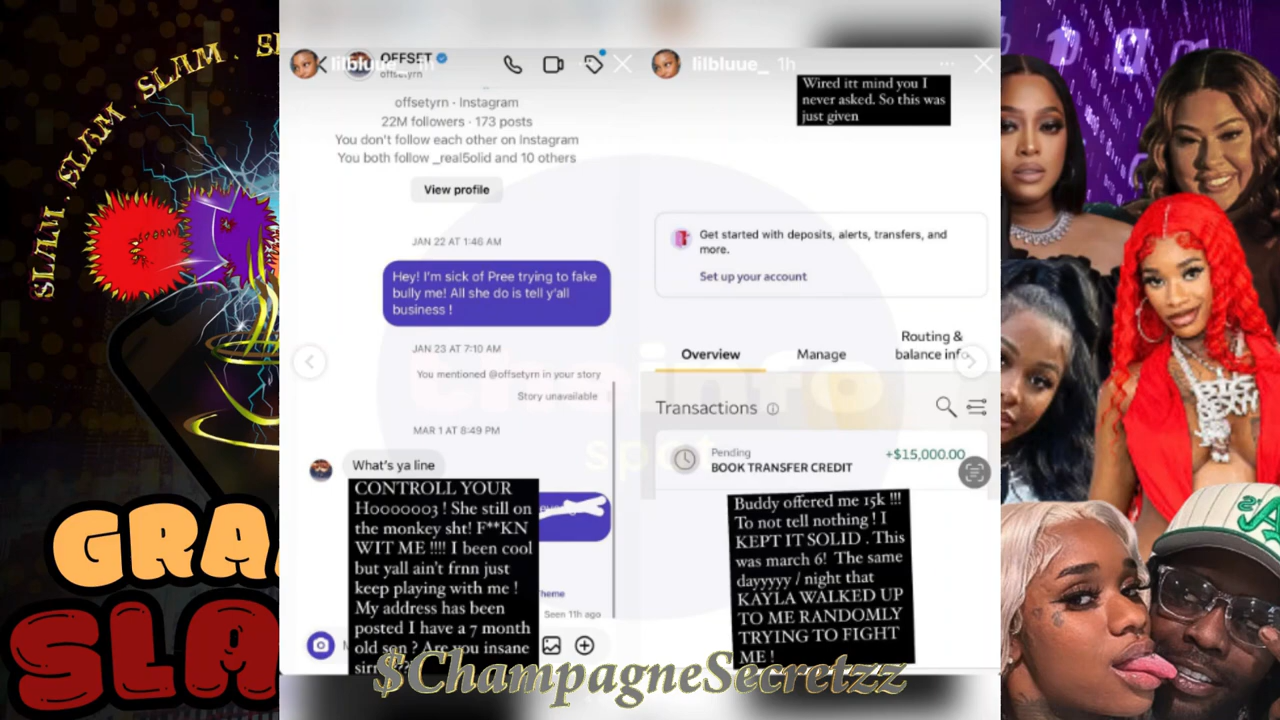 SLAM . SLAM . SLAM . SL
GRA
SLA
OFFSET
lilbluue_
offsetyrn
offsetyrn · Instagram
22M followers · 173 posts
You don't follow each other on Instagram
You both follow _real5olid and 10 others
View profile
JAN 22 AT 1:46 AM
Hey! I'm sick of Pree trying to fake
bully me! All she do is tell y'all
business !
JAN 23 AT 7:10 AM
You mentioned @offsetyrn in your story
Story unavailable
MAR 1 AT 8:49 PM
What's ya line
CONTROLL YOUR
Hooooooo3 ! She still on
the monkey sht! F**KN
WIT ME !!!! I been cool
but yall ain't frnn just
keep playing with me !
My address has been
posted I have a 7 month
old son ? Are you insane
heme
Seen 11h ago
lilbluue_ 1h
Wired itt mind you I
never asked. So this was
just given
Get started with deposits, alerts, transfers, and
more.
Set up your account
Overview
Manage
Routing &
balance info
Transactions
Pending
BOOK TRANSFER CREDIT
+$15,000.00
Buddy offered me 15k !!!
To not tell nothing ! I
KEPT IT SOLID . This
was march 6! The same
dayyyyy / night that
KAYLA WALKED UP
TO ME RANDOMLY
TRYING TO FIGHT
ME !
$ChampagneSecretzz
BIG
SEXY